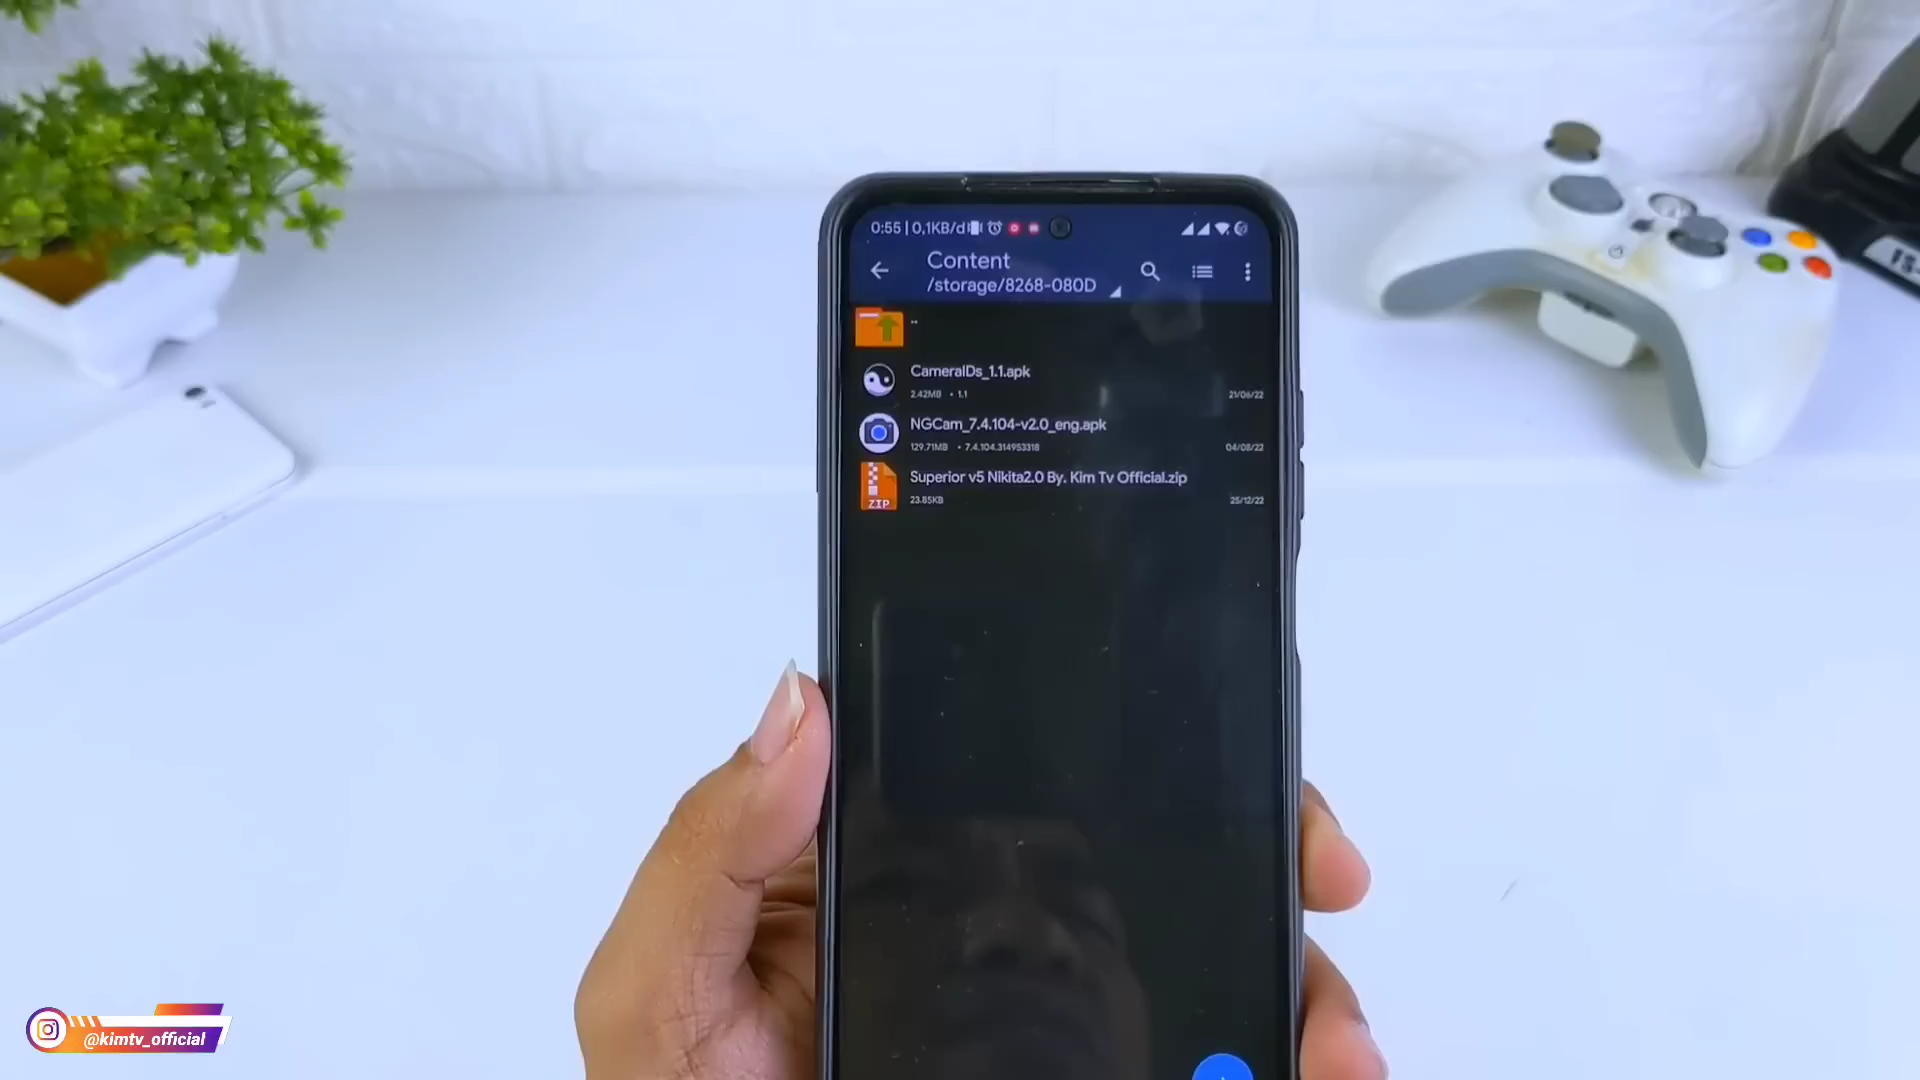 0:55 | 0,1KB/d
Content
/storage/8268-080D
..
CameraIDs_1.1.apk
2.42MB • 1.1
21/06/22
NGCam_7.4.104-v2.0_eng.apk
129.71MB • 7.4.104.314953318
04/08/22
Superior v5 Nikita2.0 By. Kim Tv Official.zip
23.85KB
25/12/22
ZIP
@kimtv_official